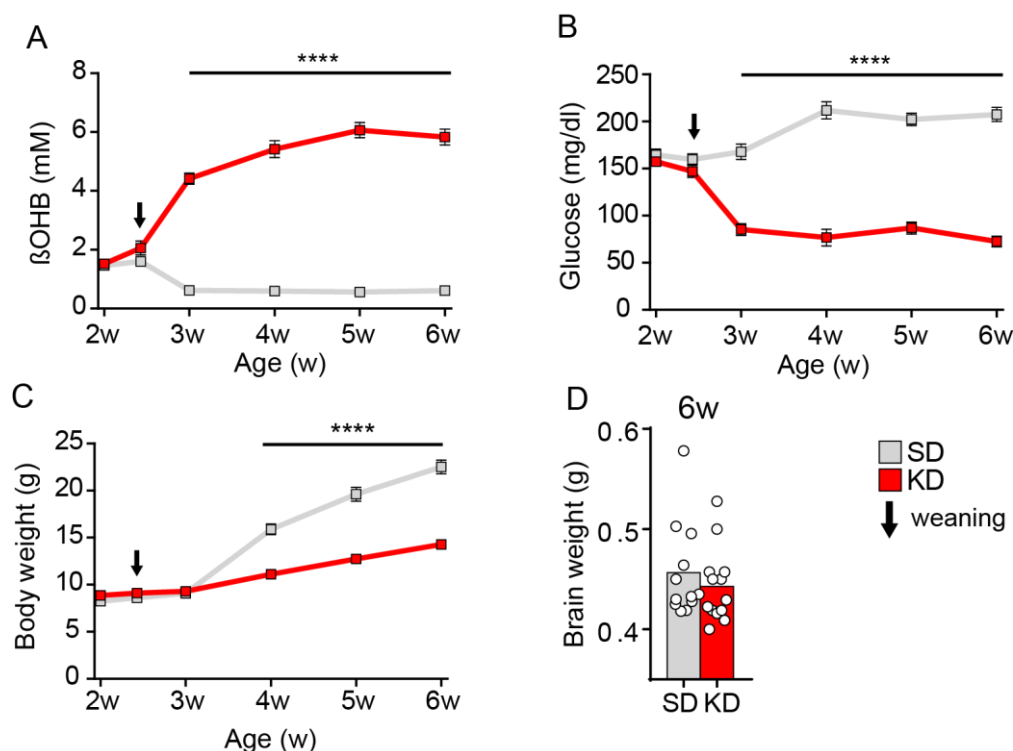 A
****
ßOHB (mM)
8
6
4
2
0
2w 3w 4w 5w 6w
Age (w)
B
****
Glucose (mg/dl)
250
200
150
100
50
0
2w 3w 4w 5w 6w
Age (w)
C
****
Body weight (g)
25
20
15
10
5
0
2w 3w 4w 5w 6w
Age (w)
D
6w
Brain weight (g)
0.6
0.5
0.4
SD KD
SD
KD
weaning